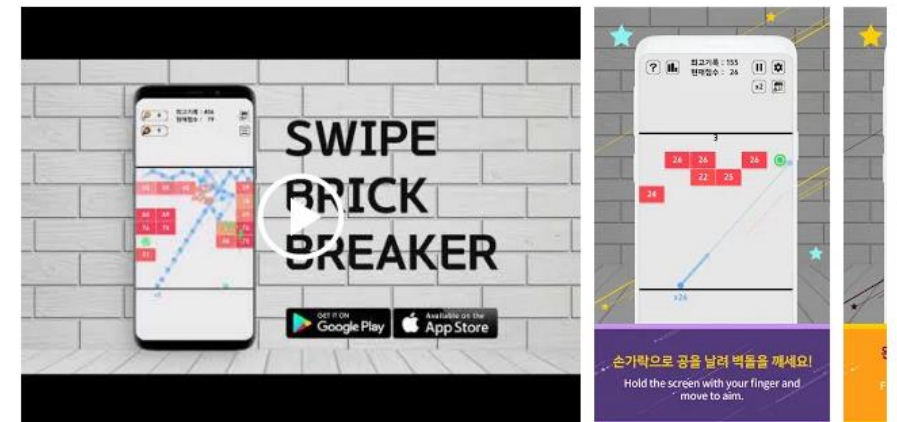 SWIPE
BRICK
BREAKER
GET IT ON
Google Play
Available on the
App Store
?
최고기록 : 155
현재점수 : 26
x2
3
26 26 26
22 25
24
x26
손가락으로 공을 날려 벽돌을 깨세요!
Hold the screen with your finger and
move to aim.